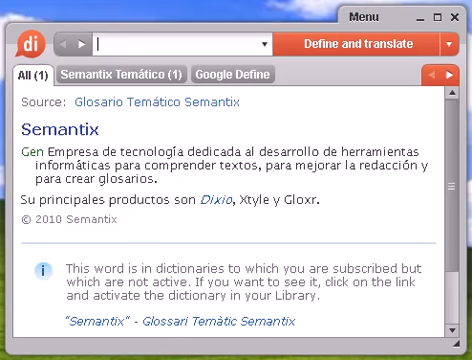 Menu
di
Define and translate
All (1)
Semantix Temático (1)
Google Define
Source: Glosario Temático Semantix
Semantix
Gen Empresa de tecnología dedicada al desarrollo de herramientas
informáticas para comprender textos, para mejorar la redacción y
para crear glosarios.
Su principales productos son Dixio, Xtyle y Gloxr.
© 2010 Semantix
i
This word is in dictionaries to which you are subscribed but
which are not active. If you want to see it, click on the link
and activate the dictionary in your Library.
"Semantix" - Glossari Temàtic Semantix